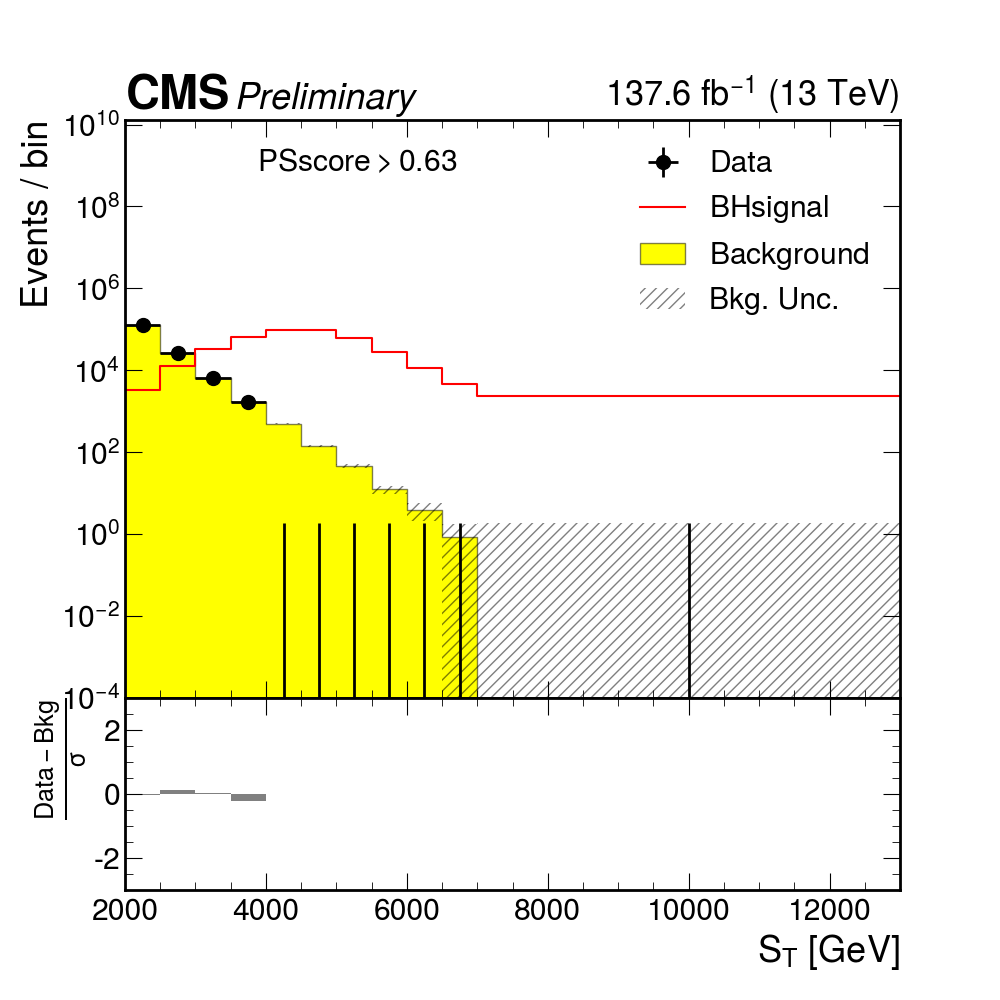 CMS Preliminary 137.6 fb⁻¹ (13 TeV)
Events / bin
10¹⁰
10⁸
10⁶
10⁴
10²
10⁰
10⁻²
10⁻⁴
PSscore > 0.63
Data
BHsignal
Background
Bkg. Unc.
Data – Bkg
σ
2
0
-2
2000 4000 6000 8000 10000 12000
S_T [GeV]